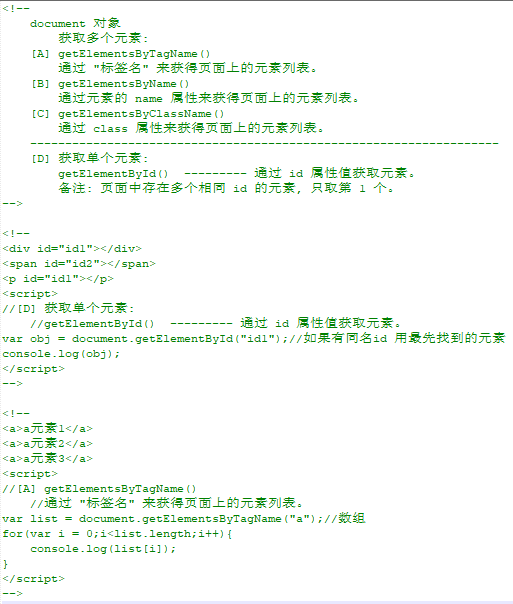 <!--
    document 对象
        获取多个元素:
    [A] getElementsByTagName()
        通过 "标签名" 来获得页面上的元素列表。
    [B] getElementsByName()
        通过元素的 name 属性来获得页面上的元素列表。
    [C] getElementsByClassName()
        通过 class 属性来获得页面上的元素列表。
    -------------------------------------------------------------------
    [D] 获取单个元素:
        getElementById()  --------- 通过 id 属性值获取元素。
        备注: 页面中存在多个相同 id 的元素, 只取第 1 个。
-->

<!--
<div id="id1"></div>
<span id="id2"></span>
<p id="id1"></p>
<script>
//[D] 获取单个元素:
    //getElementById()  --------- 通过 id 属性值获取元素。
var obj = document.getElementById("id1");//如果有同名id 用最先找到的元素
console.log(obj);
</script>
-->

<!--
<a>a元素1</a>
<a>a元素2</a>
<a>a元素3</a>
<script>
//[A] getElementsByTagName()
    //通过 "标签名" 来获得页面上的元素列表。
var list = document.getElementsByTagName("a");//数组
for(var i = 0;i<list.length;i++){
    console.log(list[i]);
}
</script>
-->